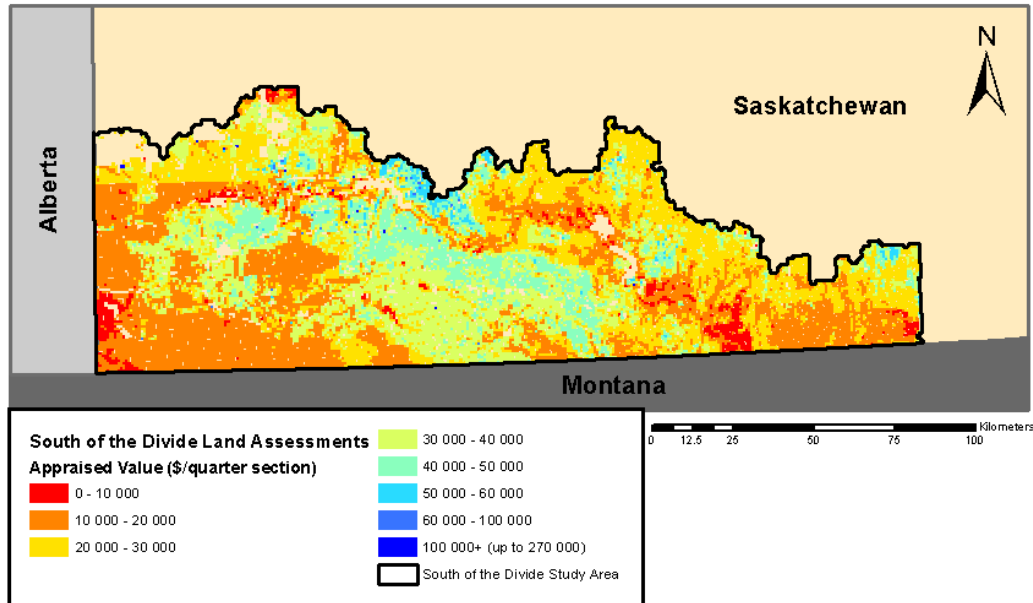 N
Saskatchewan
Alberta
Montana
South of the Divide Land Assessments
Appraised Value ($/quarter section)
0 - 10 000
10 000 - 20 000
20 000 - 30 000
30 000 - 40 000
40 000 - 50 000
50 000 - 60 000
60 000 - 100 000
100 000+ (up to 270 000)
South of the Divide Study Area
Kilometers
0 12.5 25 50 75 100